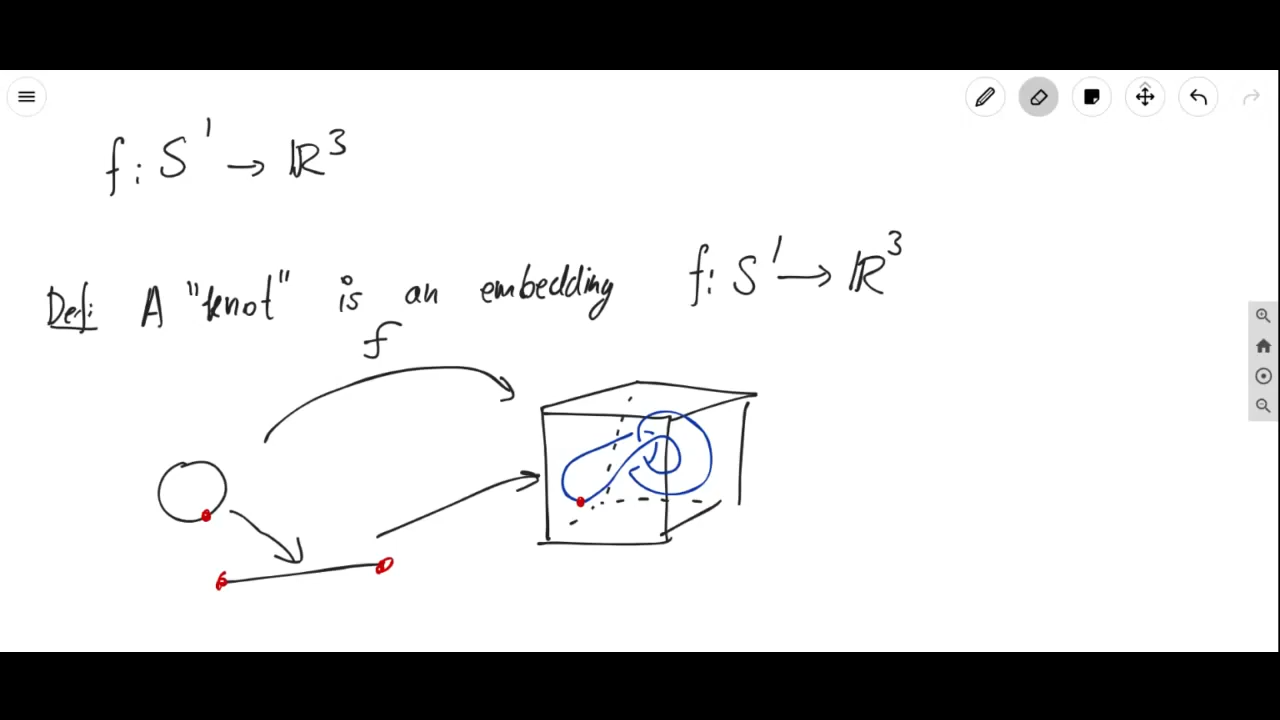 f: S¹ → ℝ³
Def: A "knot" is an embedding f: S¹ → ℝ³
f